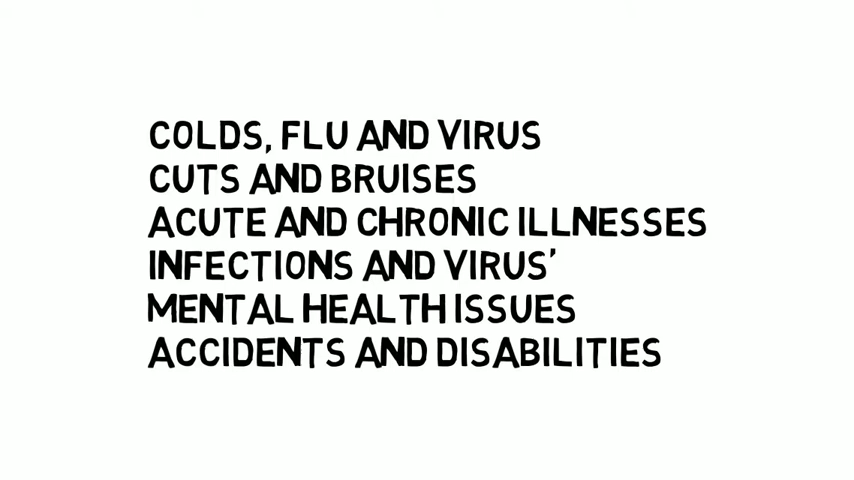 COLDS, FLU AND VIRUS
CUTS AND BRUISES
ACUTE AND CHRONIC ILLNESSES
INFECTIONS AND VIRUS'
MENTAL HEALTH ISSUES
ACCIDENTS AND DISABILITIES